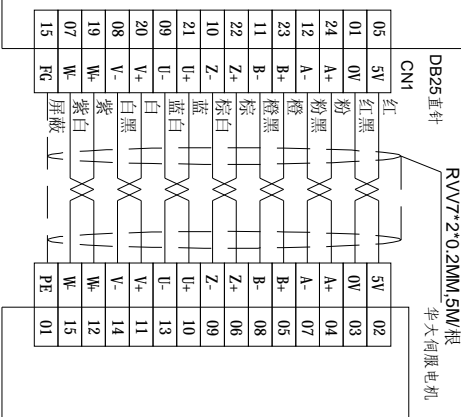 RVV7*2*0.2MM,5M/根
DB25直针 华大伺服电机
CN1
05 5V 红 5V 02
01 0V 红黑 0V 03
24 A+ 粉 A+ 04
12 A- 粉黑 A- 07
23 B+ 橙 B+ 05
11 B- 橙黑 B- 08
22 Z+ 棕 Z+ 06
10 Z- 棕白 Z- 09
21 U+ 蓝 U+ 10
09 U- 蓝白 U- 13
20 V+ 白 V+ 11
08 V- 白黑 V- 14
19 W+ 紫 W+ 12
07 W- 紫白 W- 15
15 FG 屏蔽 PE 01